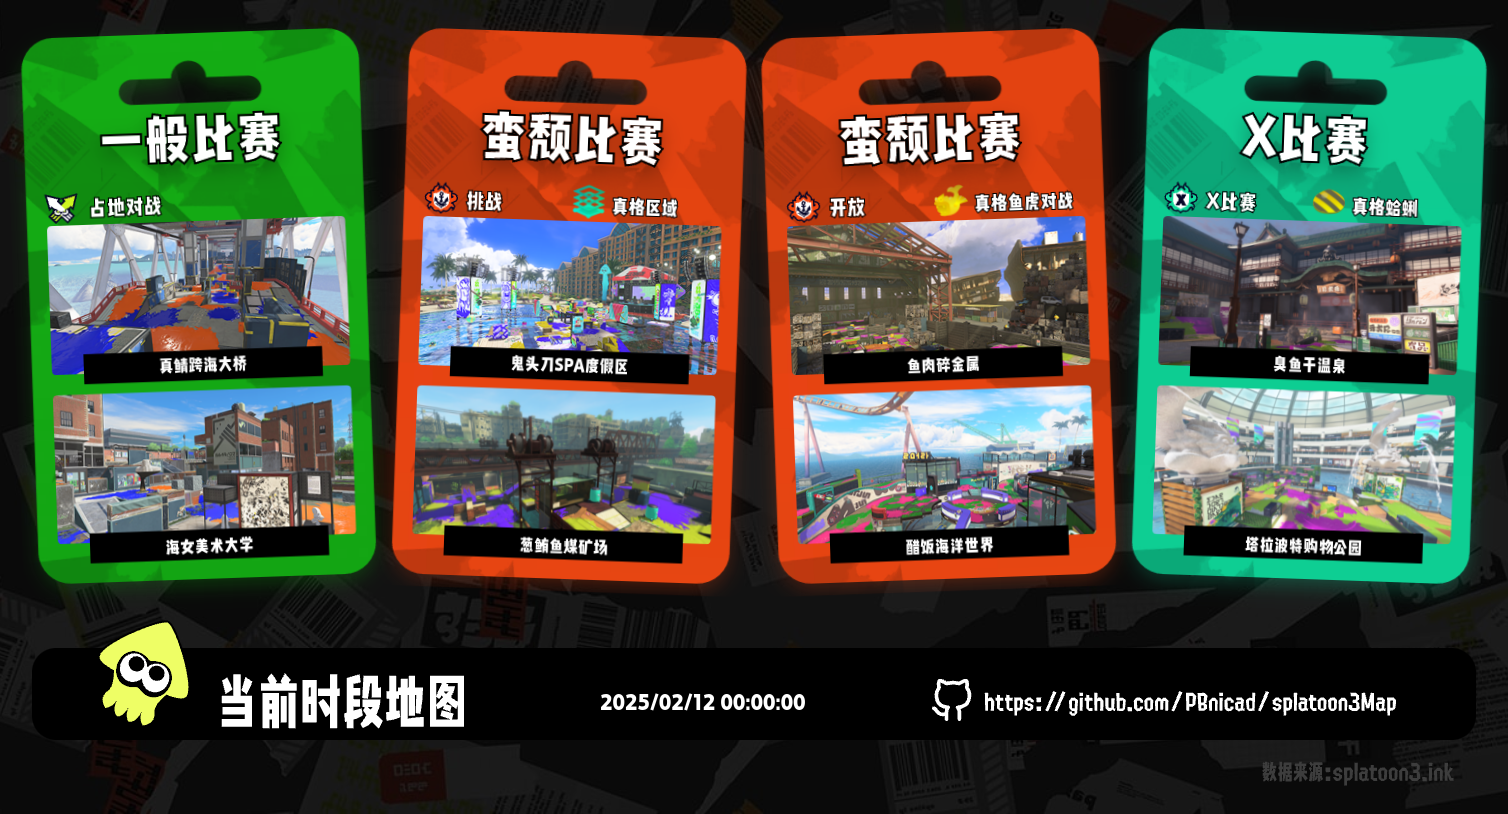 一般比赛
占地对战
真鲭跨海大桥
海女美术大学
蛮颓比赛
挑战
真格区域
鬼头刀SPA度假区
葱鲔鱼煤矿场
蛮颓比赛
开放
真格鱼虎对战
鱼肉碎金属
醋饭海洋世界
X比赛
X比赛
真格蛤蜊
臭鱼干温泉
塔拉波特购物公园
当前时段地图
2025/02/12 00:00:00
https://github.com/PBnicad/splatoon3Map
数据来源:splatoon3.ink